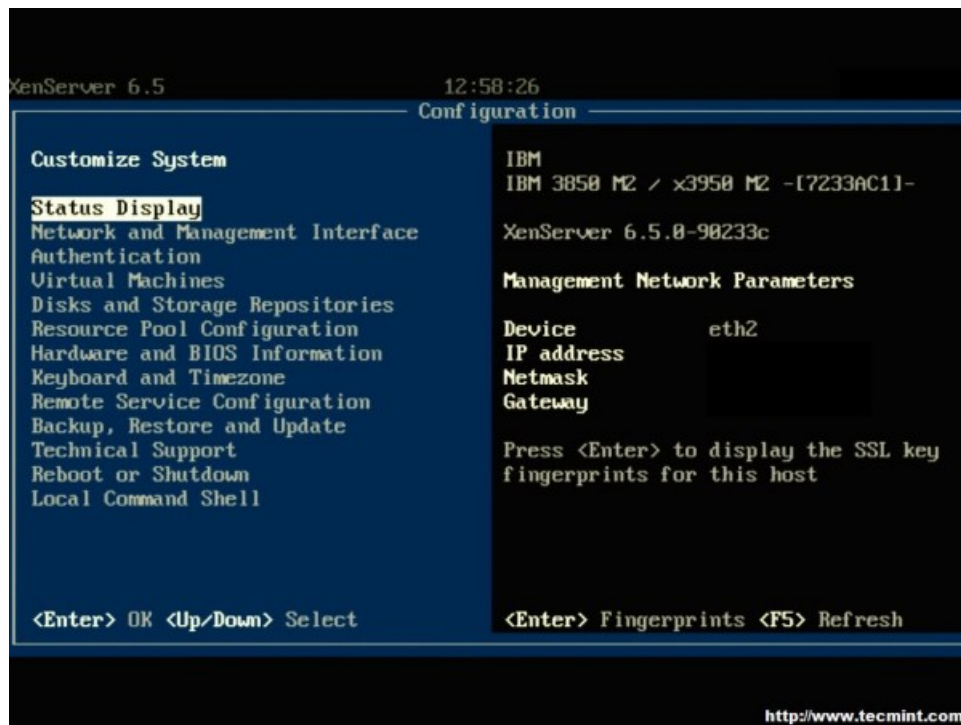 XenServer 6.5 12:58:26
Configuration
Customize System
Status Display
Network and Management Interface
Authentication
Virtual Machines
Disks and Storage Repositories
Resource Pool Configuration
Hardware and BIOS Information
Keyboard and Timezone
Remote Service Configuration
Backup, Restore and Update
Technical Support
Reboot or Shutdown
Local Command Shell
<Enter> OK <Up/Down> Select
IBM
IBM 3850 M2 / x3950 M2 -[7233AC1]-
XenServer 6.5.0-90233c
Management Network Parameters
Device eth2
IP address
Netmask
Gateway
Press <Enter> to display the SSL key
fingerprints for this host
<Enter> Fingerprints <F5> Refresh
http://www.tecmint.com